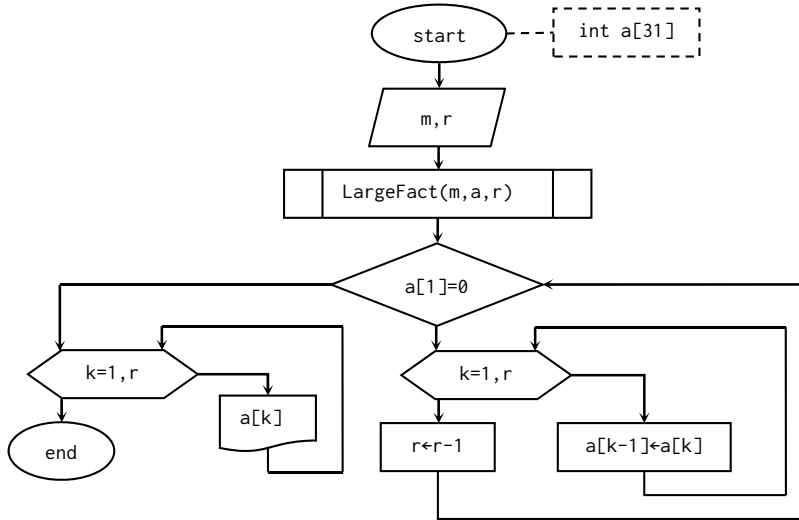 start
int a[31]
m,r
LargeFact(m,a,r)
a[1]=0
k=1,r
k=1,r
a[k]
end
r←r-1
a[k-1]←a[k]